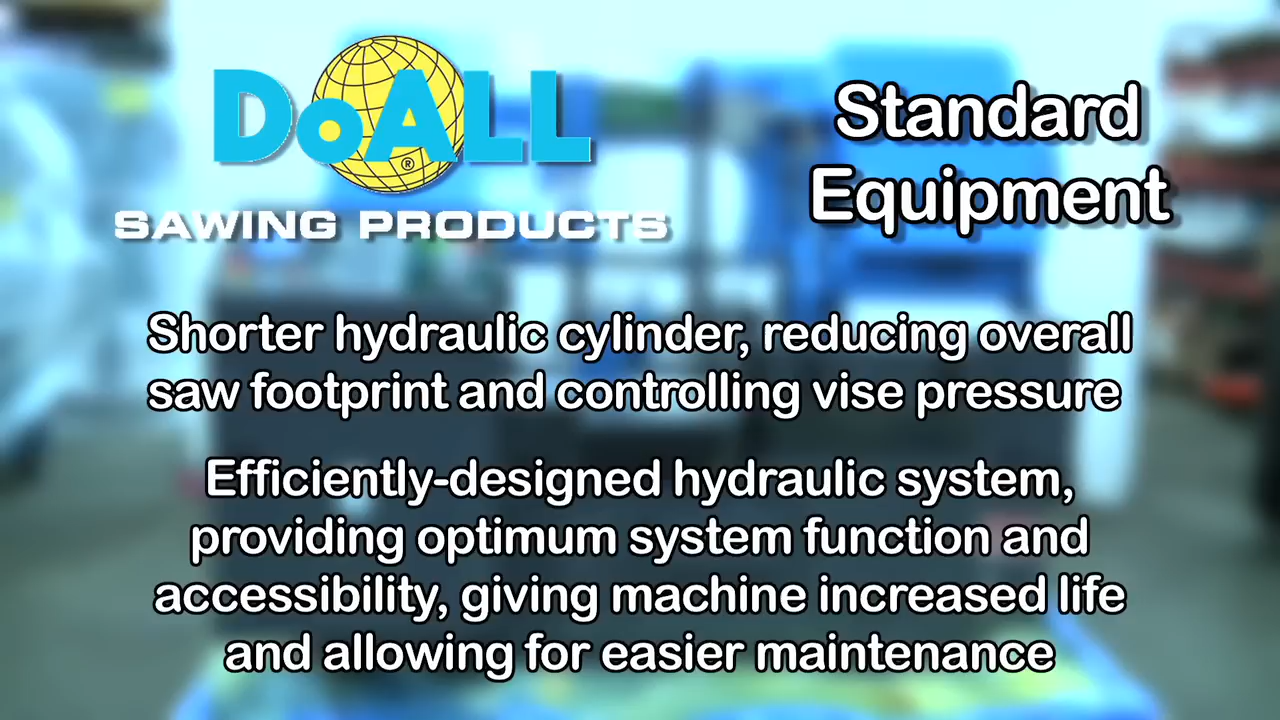 DoALL
®
SAWING PRODUCTS
Standard
Equipment
Shorter hydraulic cylinder, reducing overall
saw footprint and controlling vise pressure
Efficiently-designed hydraulic system,
providing optimum system function and
accessibility, giving machine increased life
and allowing for easier maintenance